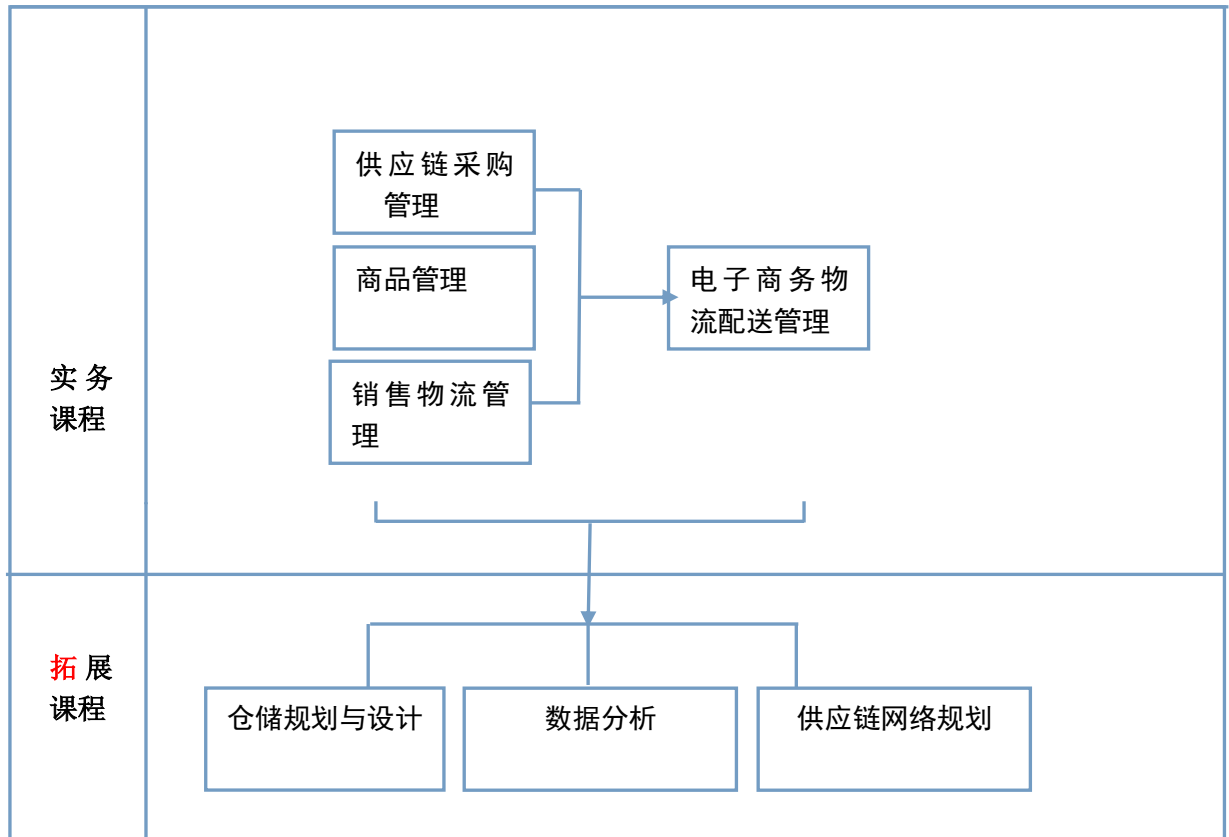 供应链采购
管理
商品管理
电子商务物
流配送管理
实务
课程
销售物流管
理
拓展
课程
仓储规划与设计
数据分析
供应链网络规划